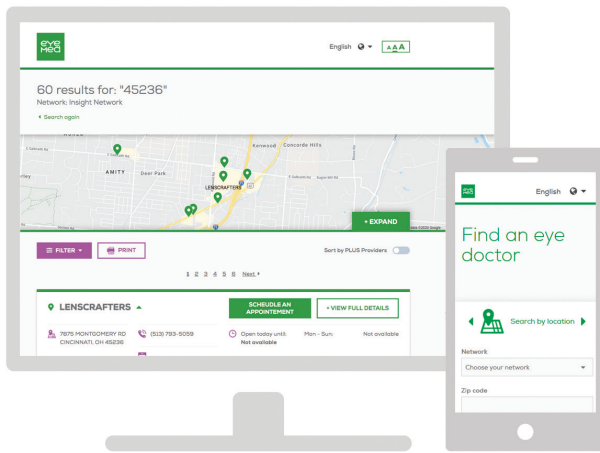 eye
Med
English
A A A
60 results for: "45236"
Network: Insight Network
Search again
Kenwood Concorde Hills
AMITY Deer Park
LENSCRAFTERS
+ EXPAND
FILTER
PRINT
Sort by PLUS Providers
1 2 3 4 5 6 Next
LENSCRAFTERS
SCHEUDLE AN
APPOINTEMENT
+ VIEW FULL DETAILS
7875 MONTGOMERY RD
CINCINNATI, OH 45236
(513) 793-5059
Open today until:
Not available
Mon - Sun:
Not available
eye
Med
English
Find an eye
doctor
Search by location
Network
Choose your network
Zip code